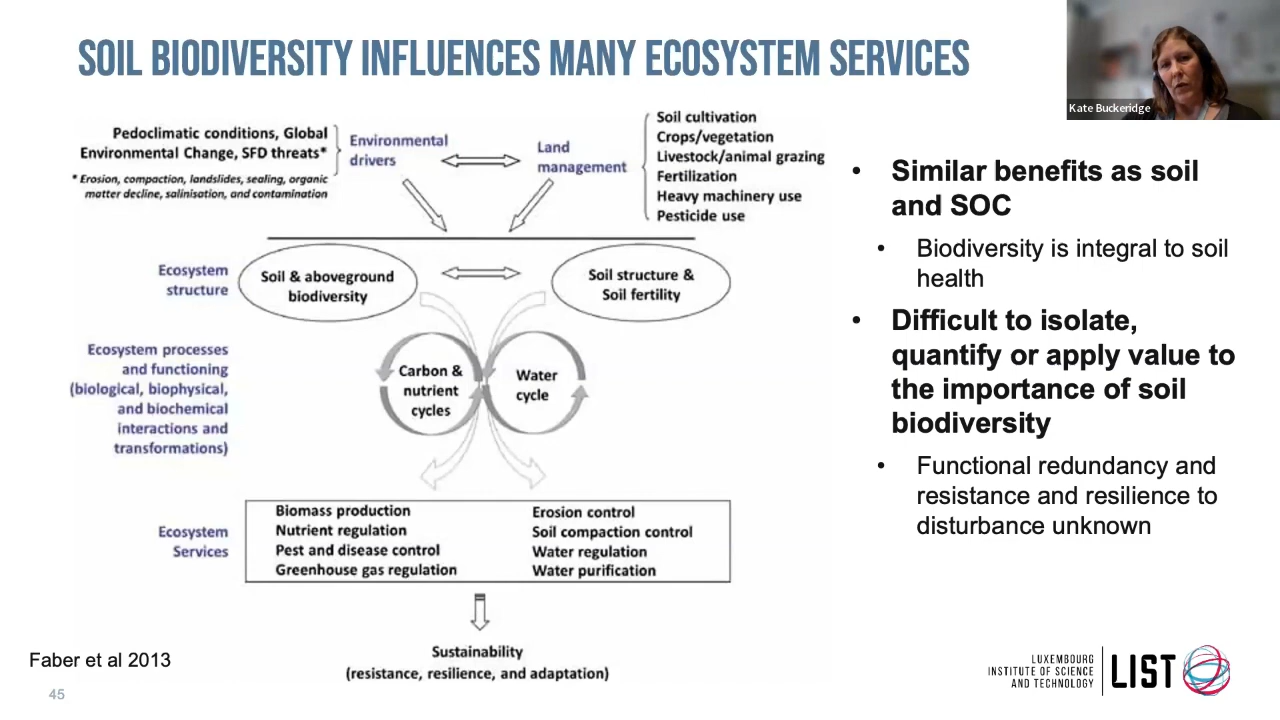 SOIL BIODIVERSITY INFLUENCES MANY ECOSYSTEM SERVICES
Kate Buckeridge
Pedoclimatic conditions, Global
Environmental Change, SFD threats*
* Erosion, compaction, landslides, sealing, organic
matter decline, salinisation, and contamination
Environmental
drivers
Land
management
Soil cultivation
Crops/vegetation
Livestock/animal grazing
Fertilization
Heavy machinery use
Pesticide use
Ecosystem
structure
Soil & aboveground
biodiversity
Soil structure &
Soil fertility
Ecosystem processes
and functioning
(biological, biophysical,
and biochemical
interactions and
transformations)
Carbon &
nutrient
cycles
Water
cycle
Ecosystem
Services
Biomass production
Nutrient regulation
Pest and disease control
Greenhouse gas regulation
Erosion control
Soil compaction control
Water regulation
Water purification
Sustainability
(resistance, resilience, and adaptation)
• Similar benefits as soil
and SOC
• Biodiversity is integral to soil
health
• Difficult to isolate,
quantify or apply value to
the importance of soil
biodiversity
• Functional redundancy and
resistance and resilience to
disturbance unknown
Faber et al 2013
45
LUXEMBOURG
INSTITUTE OF SCIENCE
AND TECHNOLOGY
LIST